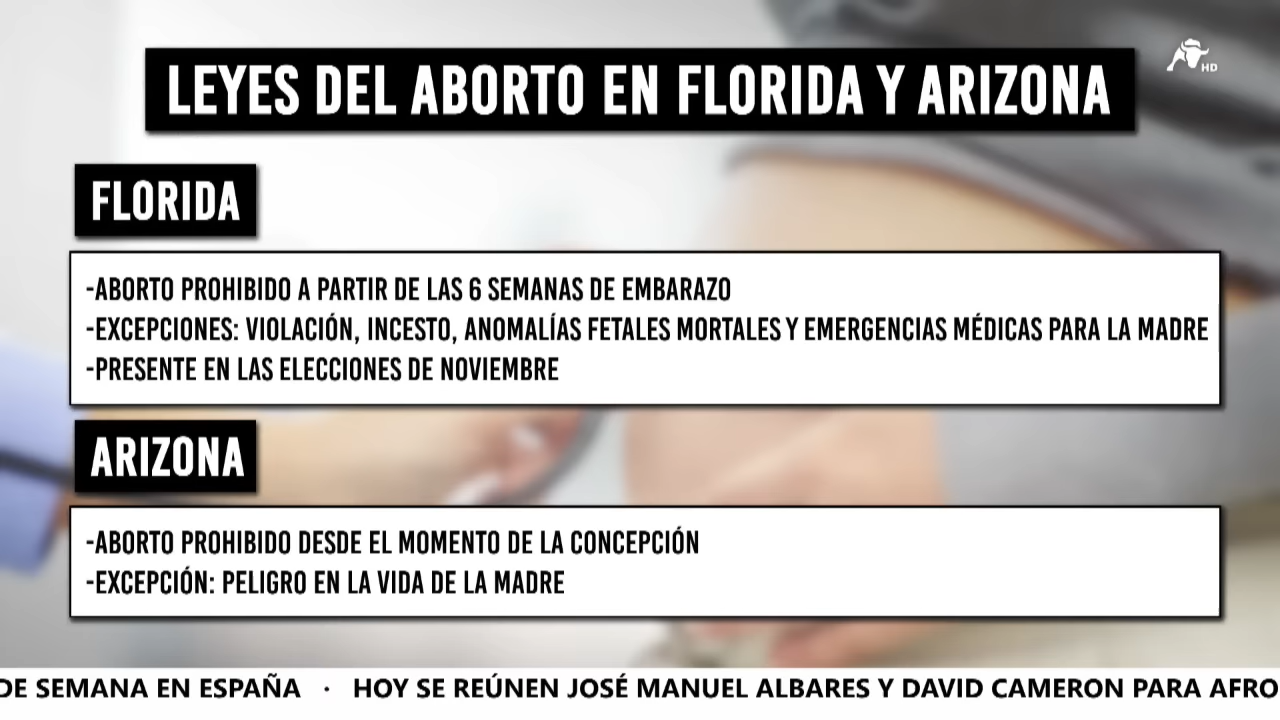 LEYES DEL ABORTO EN FLORIDA Y ARIZONA
HD
FLORIDA
-ABORTO PROHIBIDO A PARTIR DE LAS 6 SEMANAS DE EMBARAZO
-EXCEPCIONES: VIOLACIÓN, INCESTO, ANOMALÍAS FETALES MORTALES Y EMERGENCIAS MÉDICAS PARA LA MADRE
-PRESENTE EN LAS ELECCIONES DE NOVIEMBRE
ARIZONA
-ABORTO PROHIBIDO DESDE EL MOMENTO DE LA CONCEPCIÓN
-EXCEPCIÓN: PELIGRO EN LA VIDA DE LA MADRE
DE SEMANA EN ESPAÑA · HOY SE REÚNEN JOSÉ MANUEL ALBARES Y DAVID CAMERON PARA AFRO